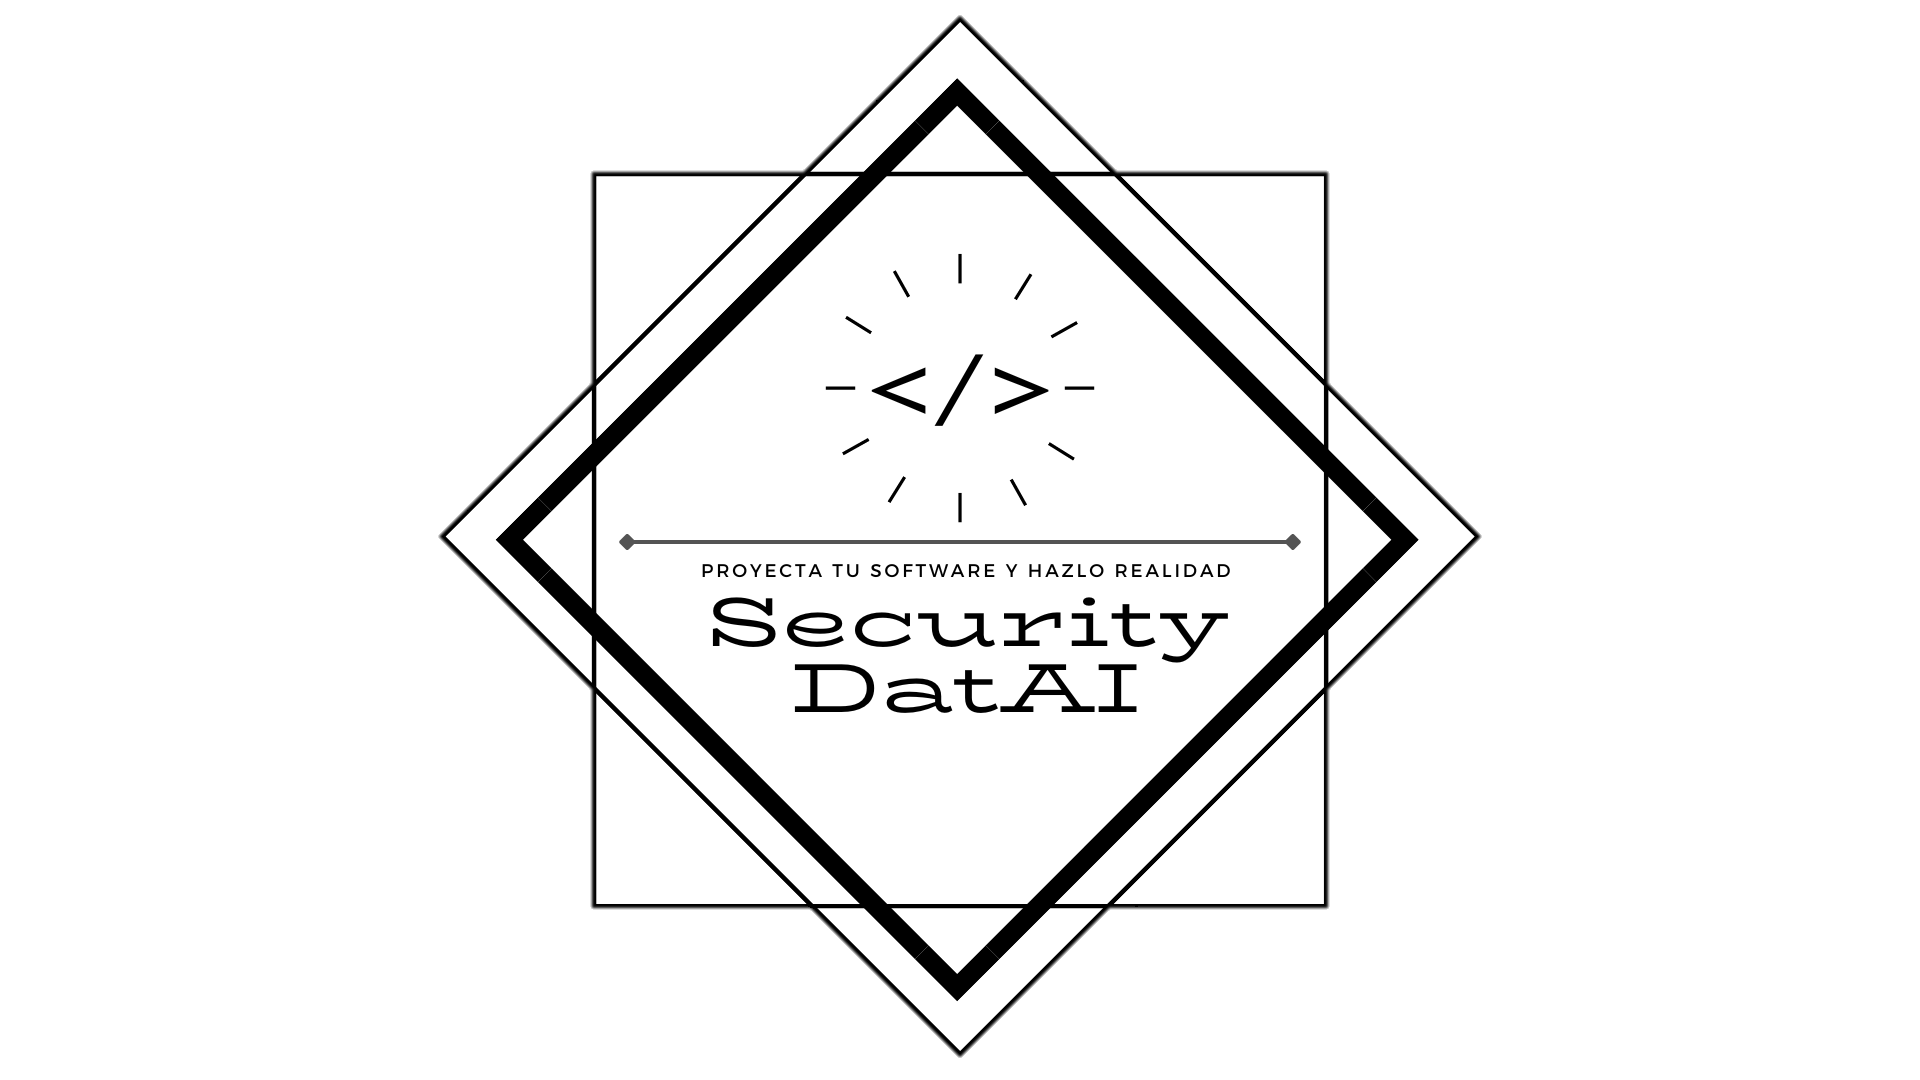 </>
PROYECTA TU SOFTWARE Y HAZLO REALIDAD
Security
DatAI